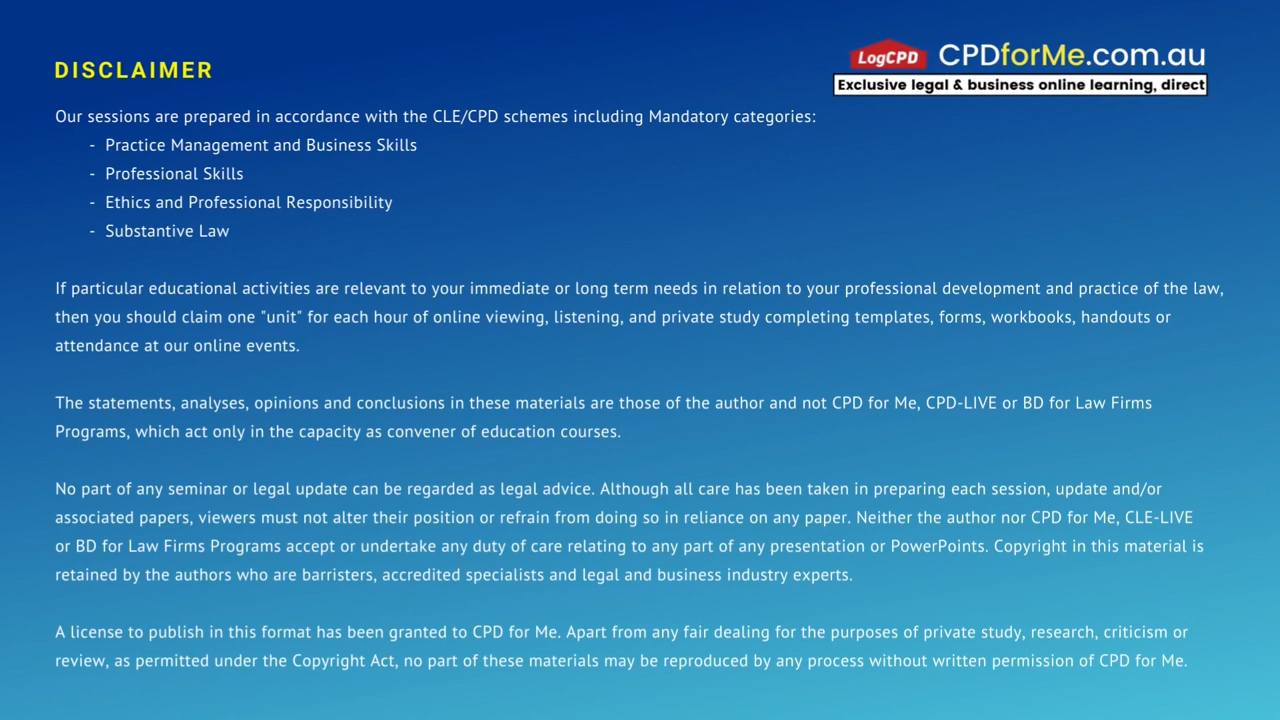 DISCLAIMER
LogCPD
CPDforMe.com.au
Exclusive legal & business online learning, direct
Our sessions are prepared in accordance with the CLE/CPD schemes including Mandatory categories:
- Practice Management and Business Skills
- Professional Skills
- Ethics and Professional Responsibility
- Substantive Law
If particular educational activities are relevant to your immediate or long term needs in relation to your professional development and practice of the law,
then you should claim one "unit" for each hour of online viewing, listening, and private study completing templates, forms, workbooks, handouts or
attendance at our online events.
The statements, analyses, opinions and conclusions in these materials are those of the author and not CPD for Me, CPD-LIVE or BD for Law Firms
Programs, which act only in the capacity as convener of education courses.
No part of any seminar or legal update can be regarded as legal advice. Although all care has been taken in preparing each session, update and/or
associated papers, viewers must not alter their position or refrain from doing so in reliance on any paper. Neither the author nor CPD for Me, CLE-LIVE
or BD for Law Firms Programs accept or undertake any duty of care relating to any part of any presentation or PowerPoints. Copyright in this material is
retained by the authors who are barristers, accredited specialists and legal and business industry experts.
A license to publish in this format has been granted to CPD for Me. Apart from any fair dealing for the purposes of private study, research, criticism or
review, as permitted under the Copyright Act, no part of these materials may be reproduced by any process without written permission of CPD for Me.